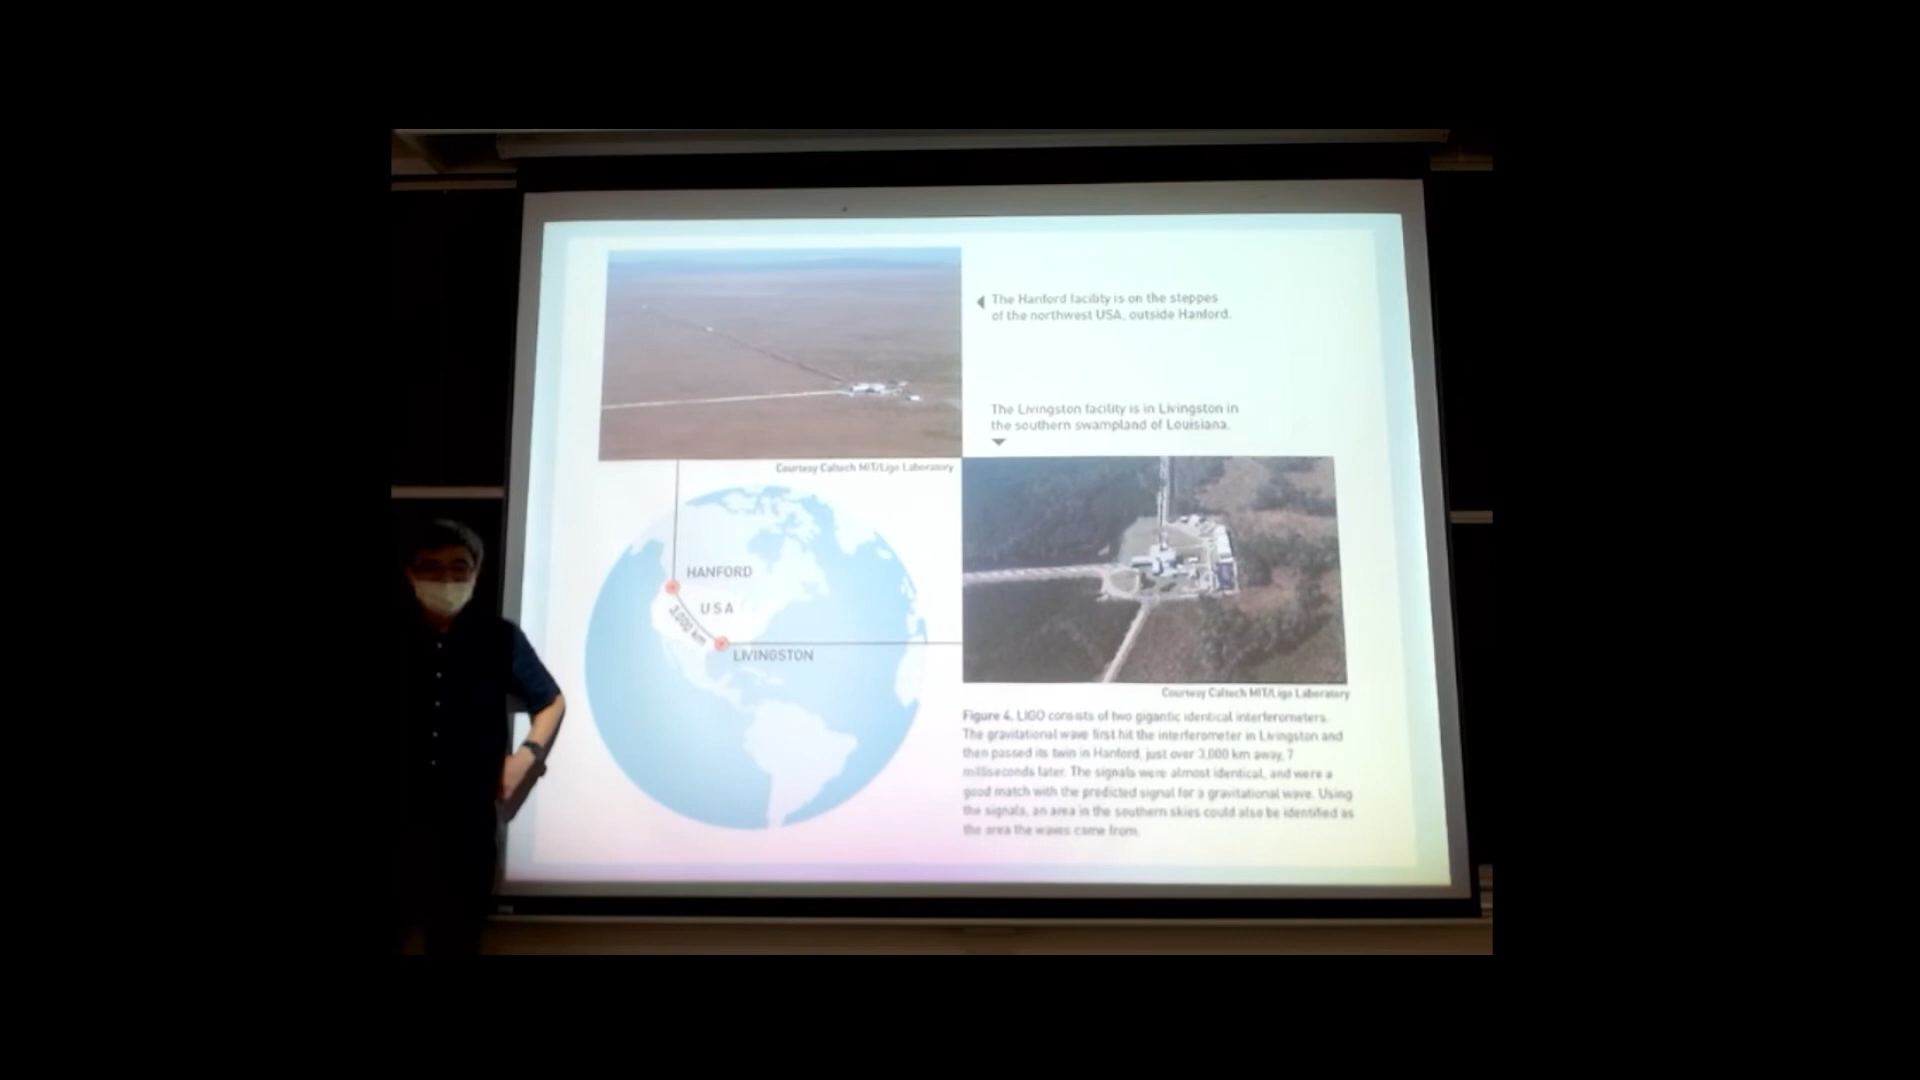 The Hanford facility is on the steppes
of the northwest USA, outside Hanford.
The Livingston facility is in Livingston in
the southern swampland of Louisiana.
Courtesy Caltech MIT/Ligo Laboratory
HANFORD
USA
3,000 km
LIVINGSTON
Courtesy Caltech MIT/Ligo Laboratory
Figure 4. LIGO consists of two gigantic identical interferometers.
The gravitational wave first hit the interferometer in Livingston and
then passed its twin in Hanford, just over 3,000 km away, 7
milliseconds later. The signals were almost identical, and were a
good match with the predicted signal for a gravitational wave. Using
the signals, an area in the southern skies could also be identified as
the area the waves came from.